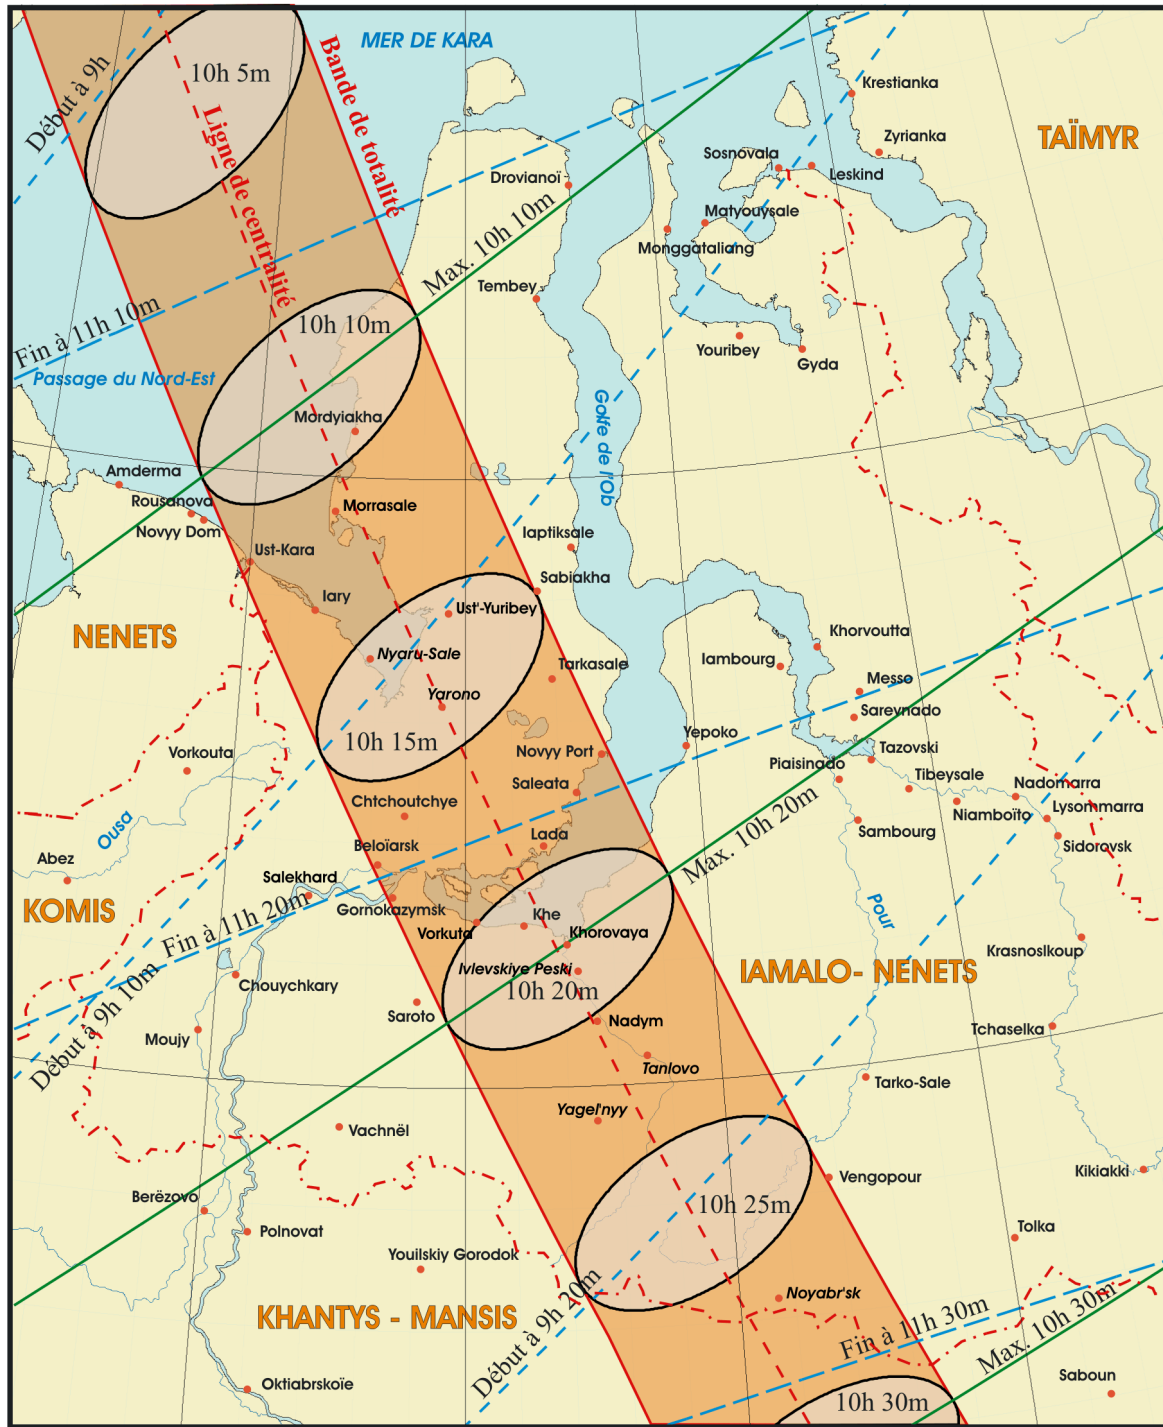 MER DE KARA
10h 5m
Début à 9h
Bande de totalité
Ligne de centralité
Krestianka
TAÏMYR
Zyrianka
Sosnovala
Leskind
Drovianoï
Matyouysale
Monggataliang
Max. 10h 10m
Tembey
Fin à 11h 10m
10h 10m
Youribey
Gyda
Passage du Nord-Est
Mordyiakha
Golfe de l'Ob
Amderma
Rousanova
Novyy Dom
Morrasale
Iaptiksale
Ust-Kara
Sabiakha
Iary
Ust'-Yuribey
NENETS
Khorvoutta
Nyaru-Sale
Tarkasale
Iambourg
Messo
Yarono
Sareynado
Yepoko
10h 15m
Novyy Port
Tazovski
Vorkouta
Piaisinado
Tibeysale
Saleata
Nadomarra
Chtchoutchye
Niamboïto
Lysommarra
Ousa
Lada
Max. 10h 20m
Sambourg
Sidorovsk
Beloïarsk
Abez
Salekhard
Gornokazymsk
KOMIS
Khe
Pour
Vorkuta
Khorovaya
Fin à 11h 20m
Krasnoslkoup
Ivlevskiye Peski
IAMALO- NENETS
Chouychkary
10h 20m
Début à 9h 10m
Saroto
Nadym
Moujy
Tchaselka
Tanlovo
Tarko-Sale
Yagel'nyy
Vachnël
Kikiakki
Vengopour
Berëzovo
10h 25m
Polnovat
Tolka
Youilskiy Gorodok
Noyabr'sk
KHANTYS - MANSIS
Début à 9h 20m
Fin à 11h 30m
Max. 10h 30m
Oktiabrskoïe
Saboun
10h 30m